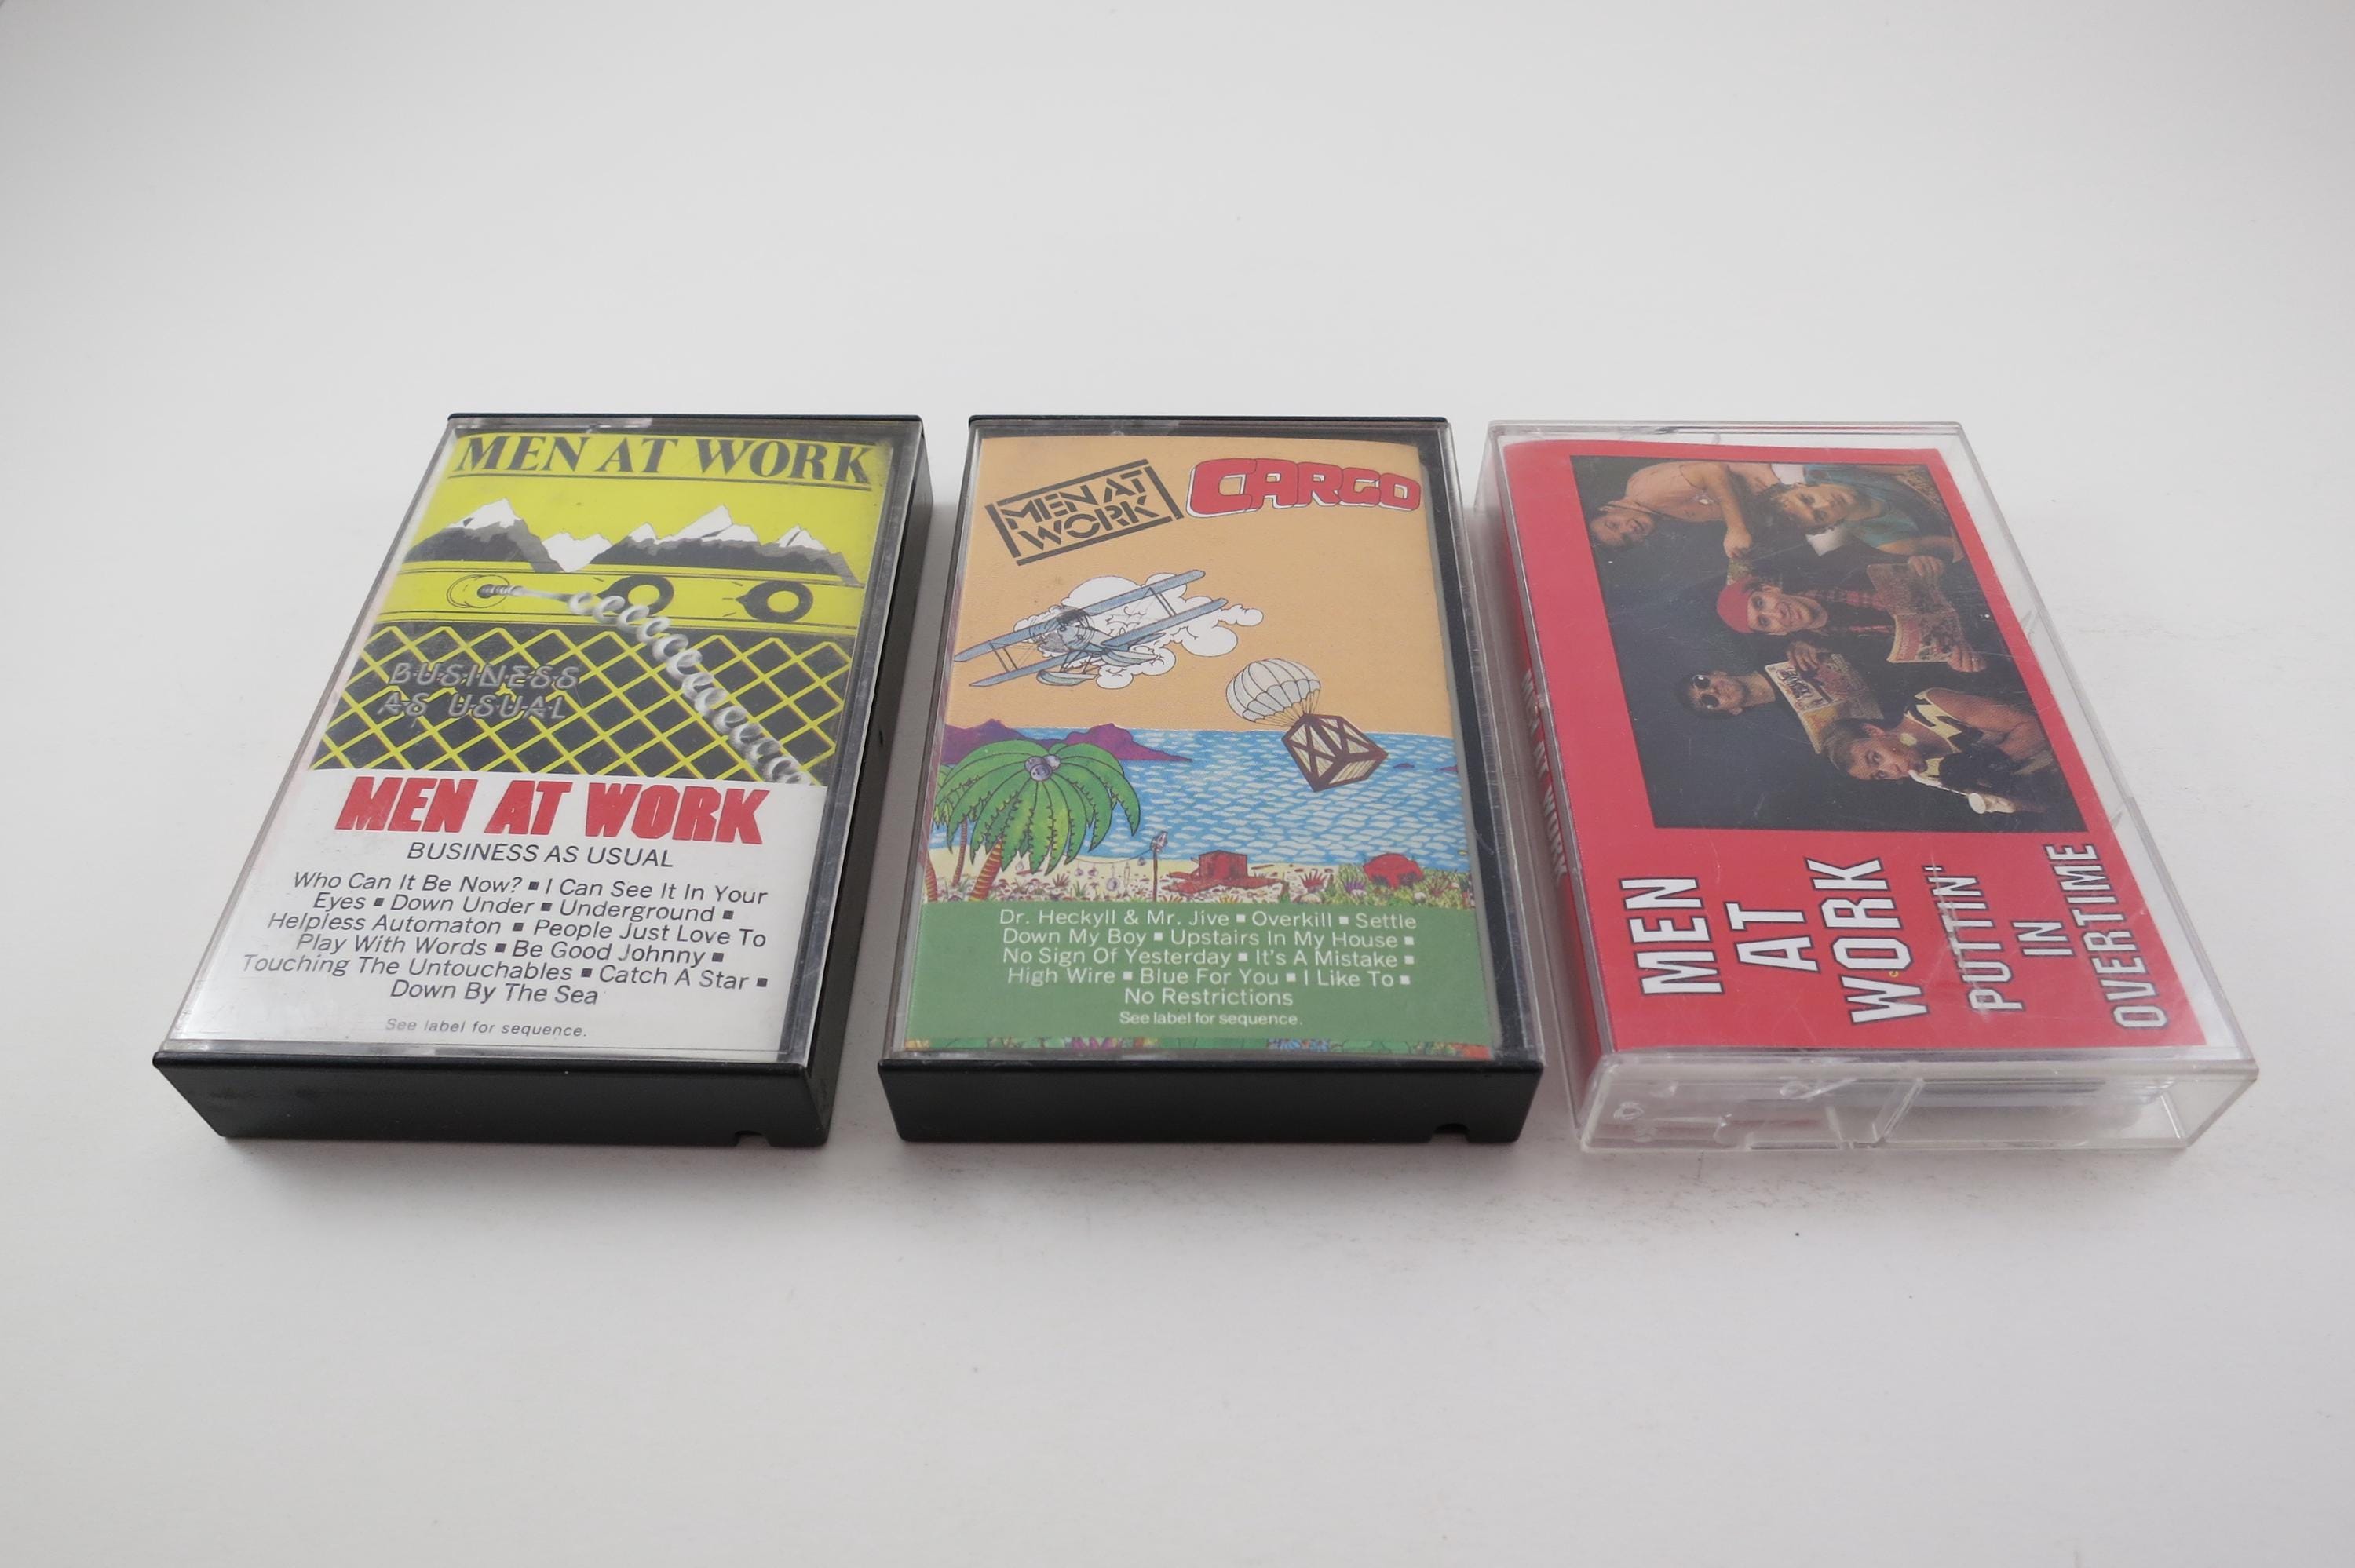 MEN AT WORK
BUSINESS
AS USUAL
MEN AT WORK
BUSINESS AS USUAL
Who Can It Be Now? ■ I Can See It In Your
Eyes ■ Down Under ■ Underground ■
Helpless Automaton ■ People Just Love To
Play With Words ■ Be Good Johnny ■
Touching The Untouchables ■ Catch A Star ■
Down By The Sea
See label for sequence.
MEN AT
WORK
CARGO
Dr. Heckyll & Mr. Jive ■ Overkill ■ Settle
Down My Boy ■ Upstairs In My House ■
No Sign Of Yesterday ■ It's A Mistake ■
High Wire ■ Blue For You ■ I Like To ■
No Restrictions
See label for sequence.
MEN
AT
WORK
PUTTIN'
IN
OVERTIME
MEN AT WORK